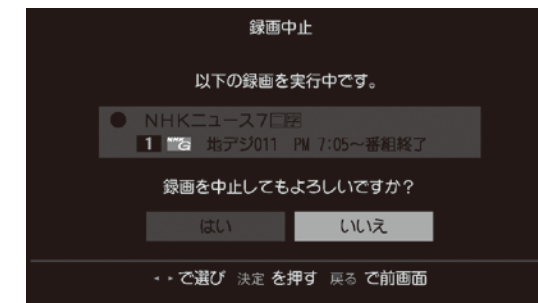 録画中止
以下の録画を実行中です。
● NHKニュース7
1 NHK G 地デジ011 PM 7:05～番組終了
録画を中止してもよろしいですか?
はい いいえ
で選び 決定 を押す 戻る で前画面